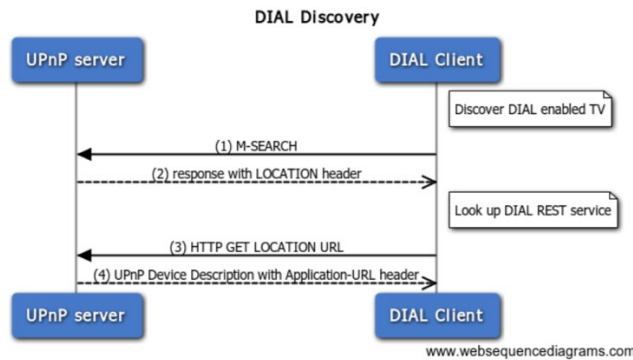 DIAL Discovery
UPnP server
DIAL Client
Discover DIAL enabled TV
(1) M-SEARCH
(2) response with LOCATION header
Look up DIAL REST service
(3) HTTP GET LOCATION URL
(4) UPnP Device Description with Application-URL header
UPnP server
DIAL Client
www.websequencediagrams.com